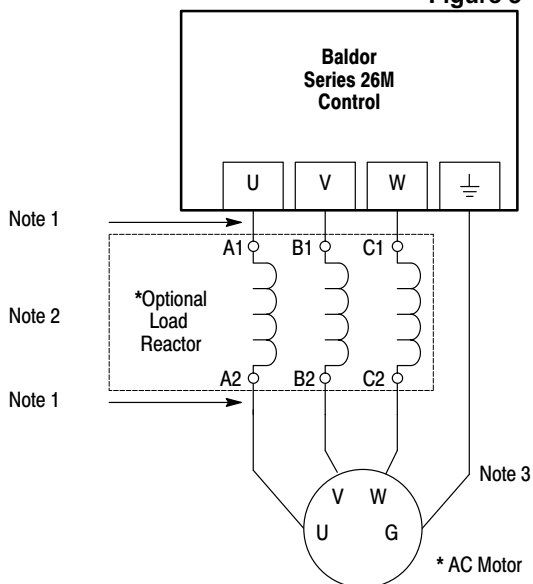 Figure 3
Baldor
Series 26M
Control
U V W
Note 1
A1 B1 C1
Note 2
*Optional
Load
Reactor
A2 B2 C2
Note 1
Note 3
V W
U G
* AC Motor